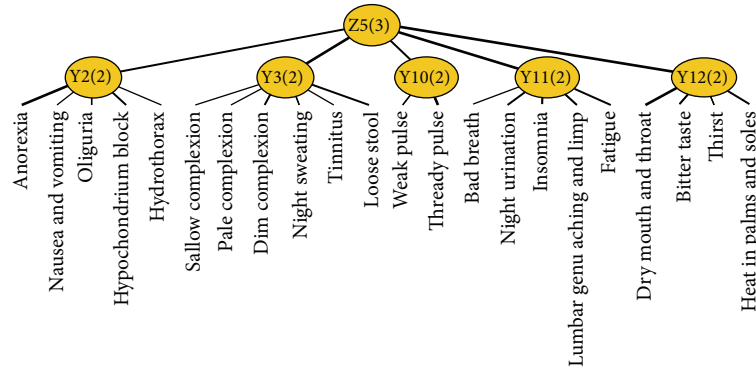 Z5(3)
Y2(2)
Y3(2)
Y10(2)
Y11(2)
Y12(2)
Anorexia
Nausea and vomiting
Oliguria
Hypochondrium block
Hydrothorax
Sallow complexion
Pale complexion
Dim complexion
Night sweating
Tinnitus
Loose stool
Weak pulse
Thready pulse
Bad breath
Night urination
Insomnia
Lumbar genu aching and limp
Fatigue
Dry mouth and throat
Bitter taste
Thirst
Heat in palms and soles